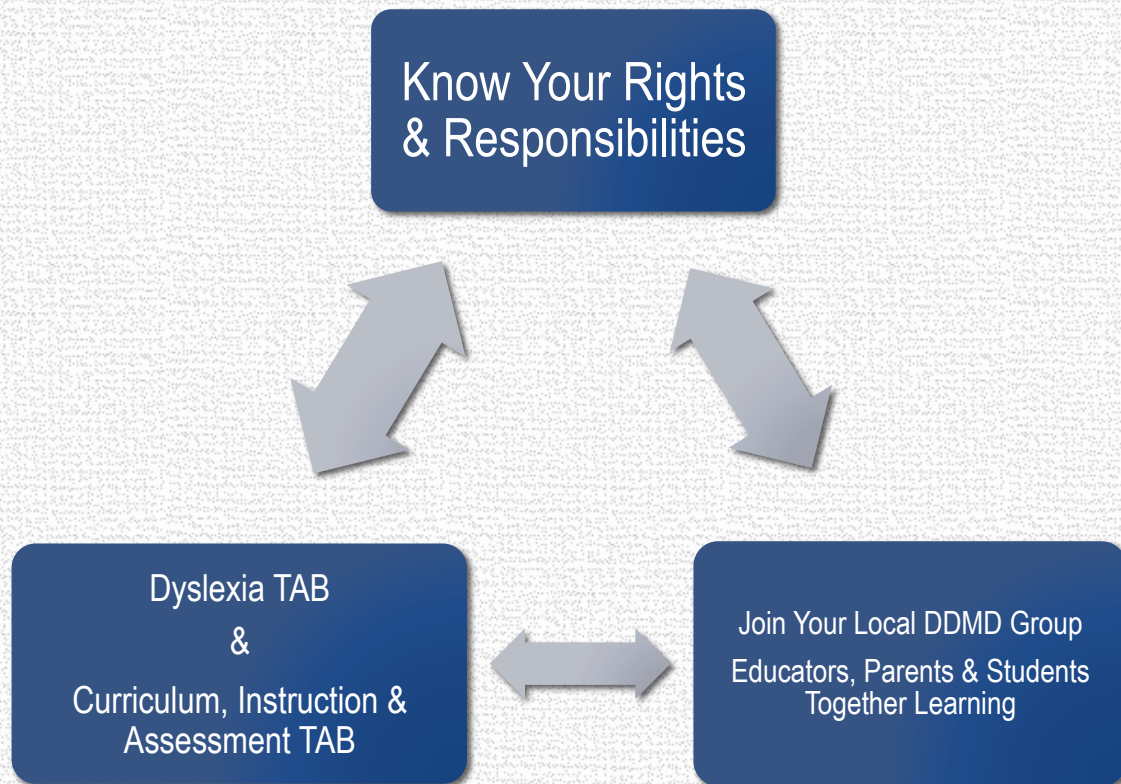 Know Your Rights
& Responsibilities
Dyslexia TAB
&
Curriculum, Instruction &
Assessment TAB
Join Your Local DDMD Group
Educators, Parents & Students
Together Learning